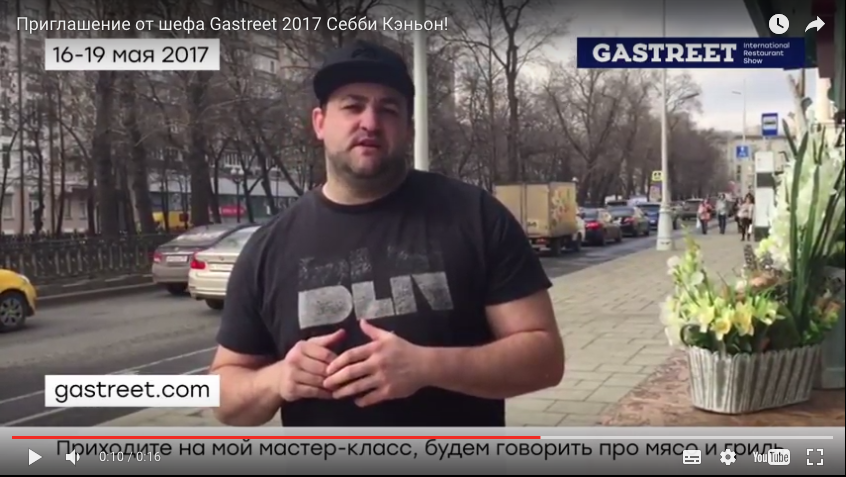 Приглашение от шефа Gastreet 2017 Себби Кэньон!
16-19 мая 2017
GASTREET International Restaurant Show
gastreet.com
Приходите на мой мастер-класс, будем говорить про мясо и гриль
0:10 / 0:16
YouTube